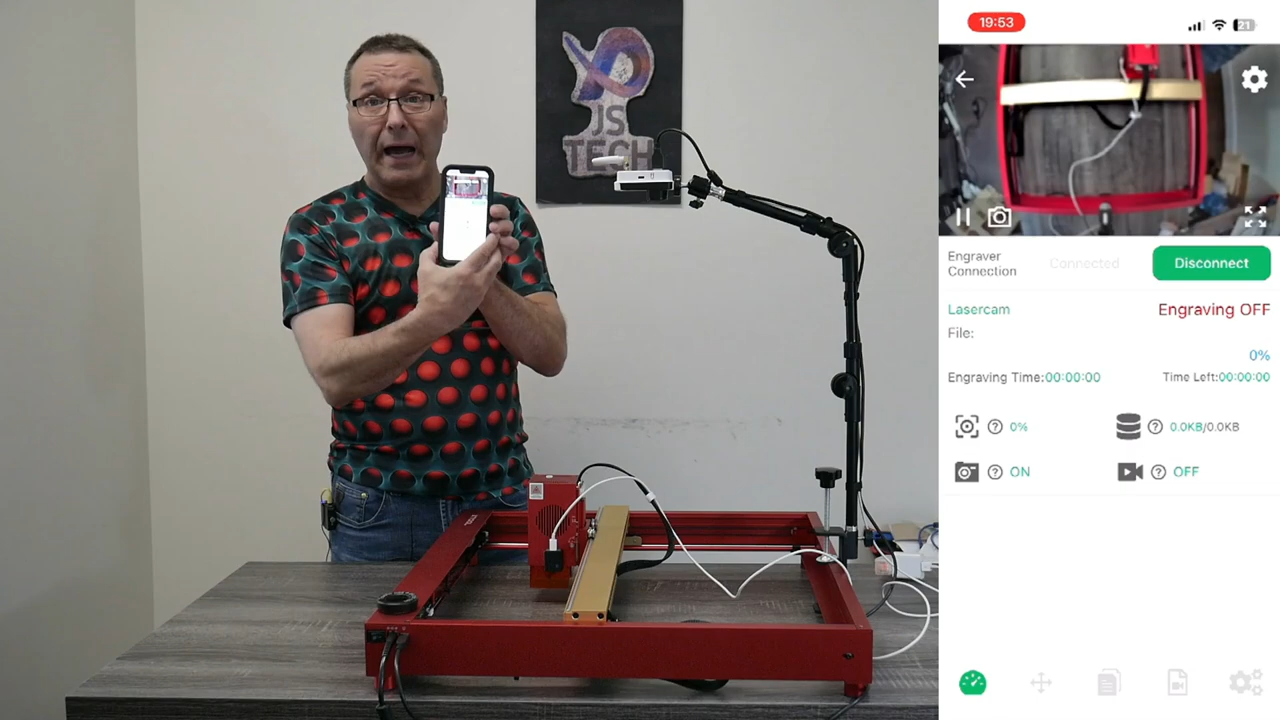 JS
TECH
19:53
21
Engraver
Connection
Connected
Disconnect
Lasercam
Engraving OFF
File:
0%
Engraving Time:00:00:00
Time Left:00:00:00
0%
0.0KB/0.0KB
ON
OFF